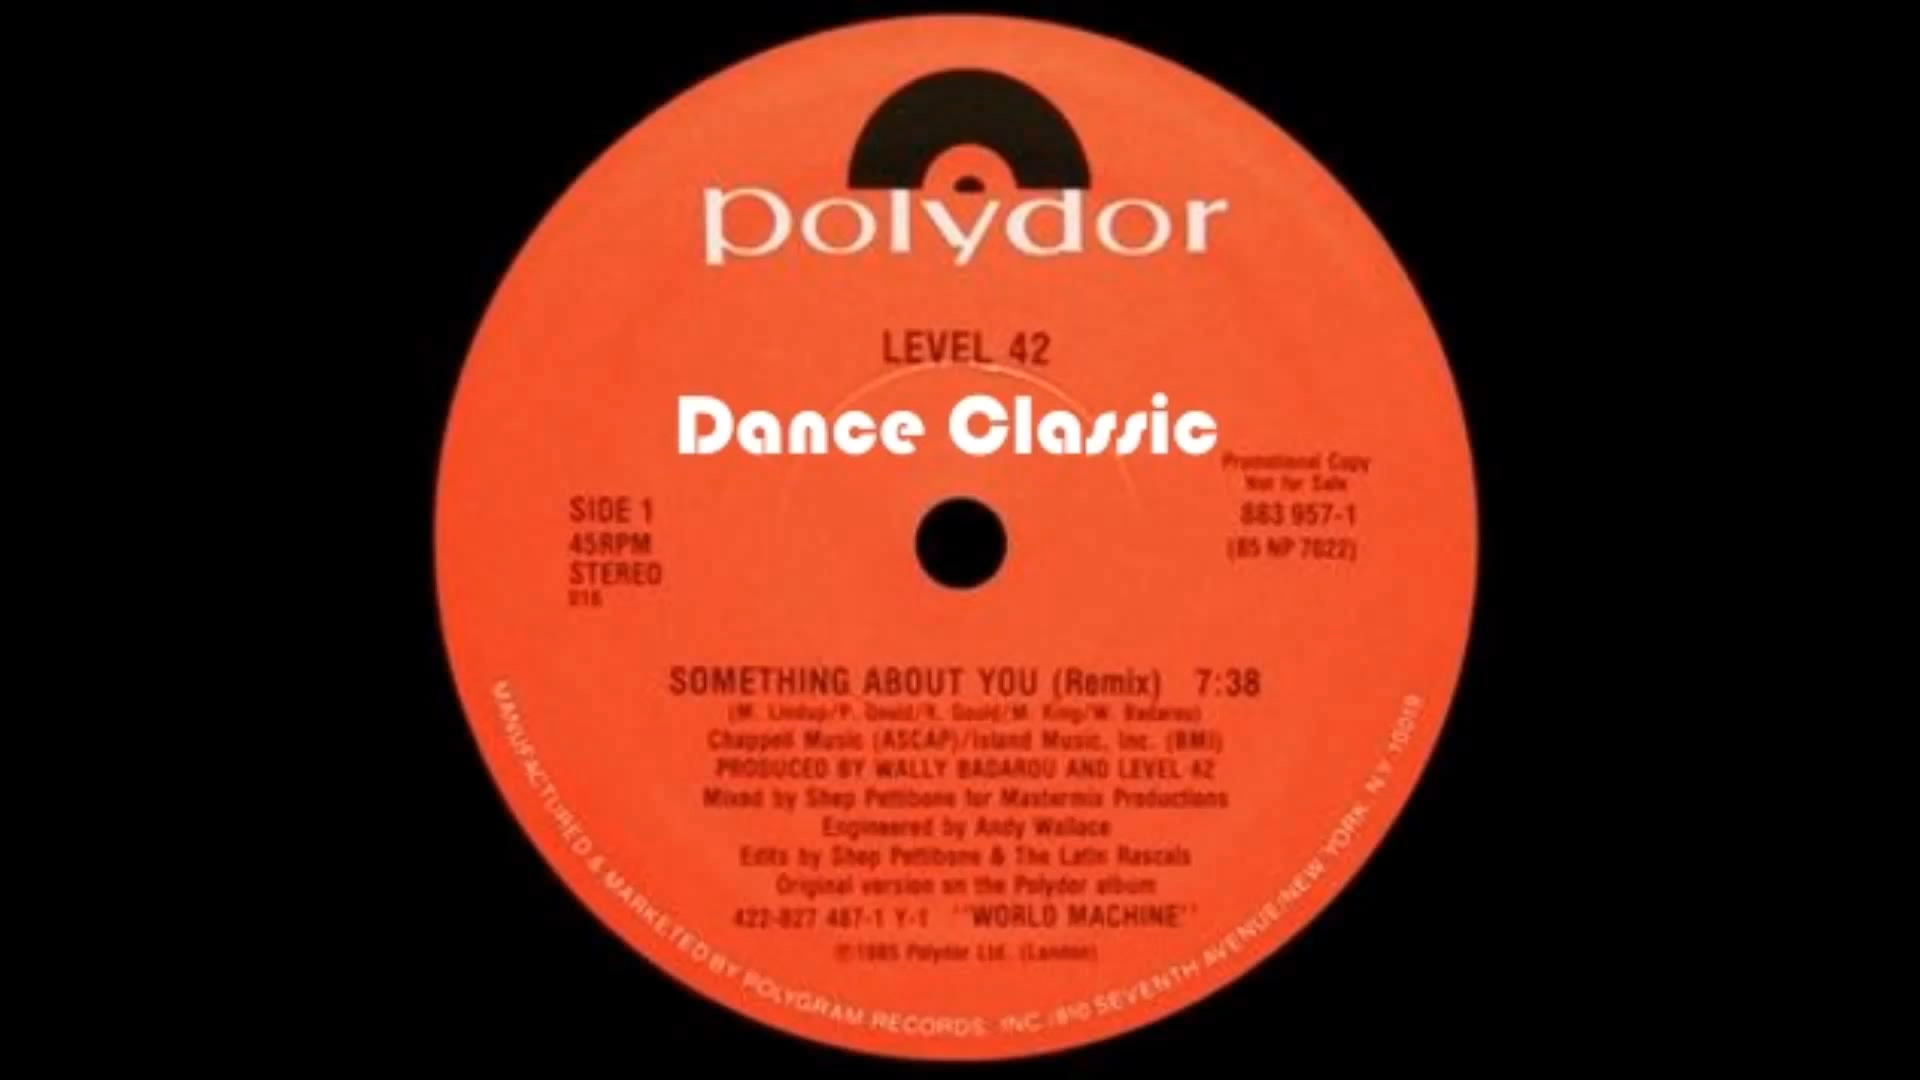 polydor
LEVEL 42
Dance Classic
Promotional Copy
Not for Sale
SIDE 1
883 957-1
45RPM
(85 NP 7022)
STEREO
016
SOMETHING ABOUT YOU (Remix) 7:38
(M. Lindup/P. Gould/R. Gould/M. King/W. Badarou)
Chappell Music (ASCAP)/Island Music, Inc. (BMI)
PRODUCED BY WALLY BADAROU AND LEVEL 42
Mixed by Shep Pettibone for Mastermix Productions
Engineered by Andy Wallace
Edits by Shep Pettibone & The Latin Rascals
Original version on the Polydor album
422-827 487-1 Y-1 "WORLD MACHINE"
℗1985 Polydor Ltd. (London)
MANUFACTURED & MARKETED BY POLYGRAM RECORDS, INC./810 SEVENTH AVENUE/NEW YORK, N.Y. 10019